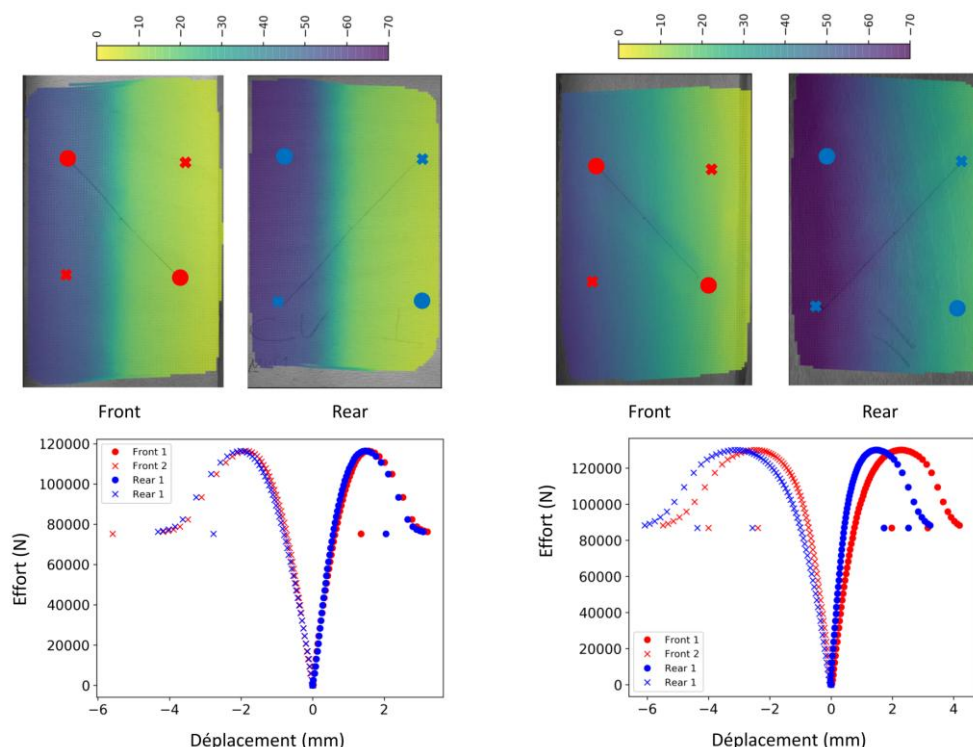 0 −10 −20 −30 −40 −50 −60 −70
0 −10 −20 −30 −40 −50 −60 −70
Front Rear
Front Rear
Effort (N)
120000
100000
80000
60000
40000
20000
0
Front 1
Front 2
Rear 1
Rear 1
−6 −4 −2 0 2
Déplacement (mm)
Effort (N)
120000
100000
80000
60000
40000
20000
0
Front 1
Front 2
Rear 1
Rear 1
−6 −4 −2 0 2 4
Déplacement (mm)